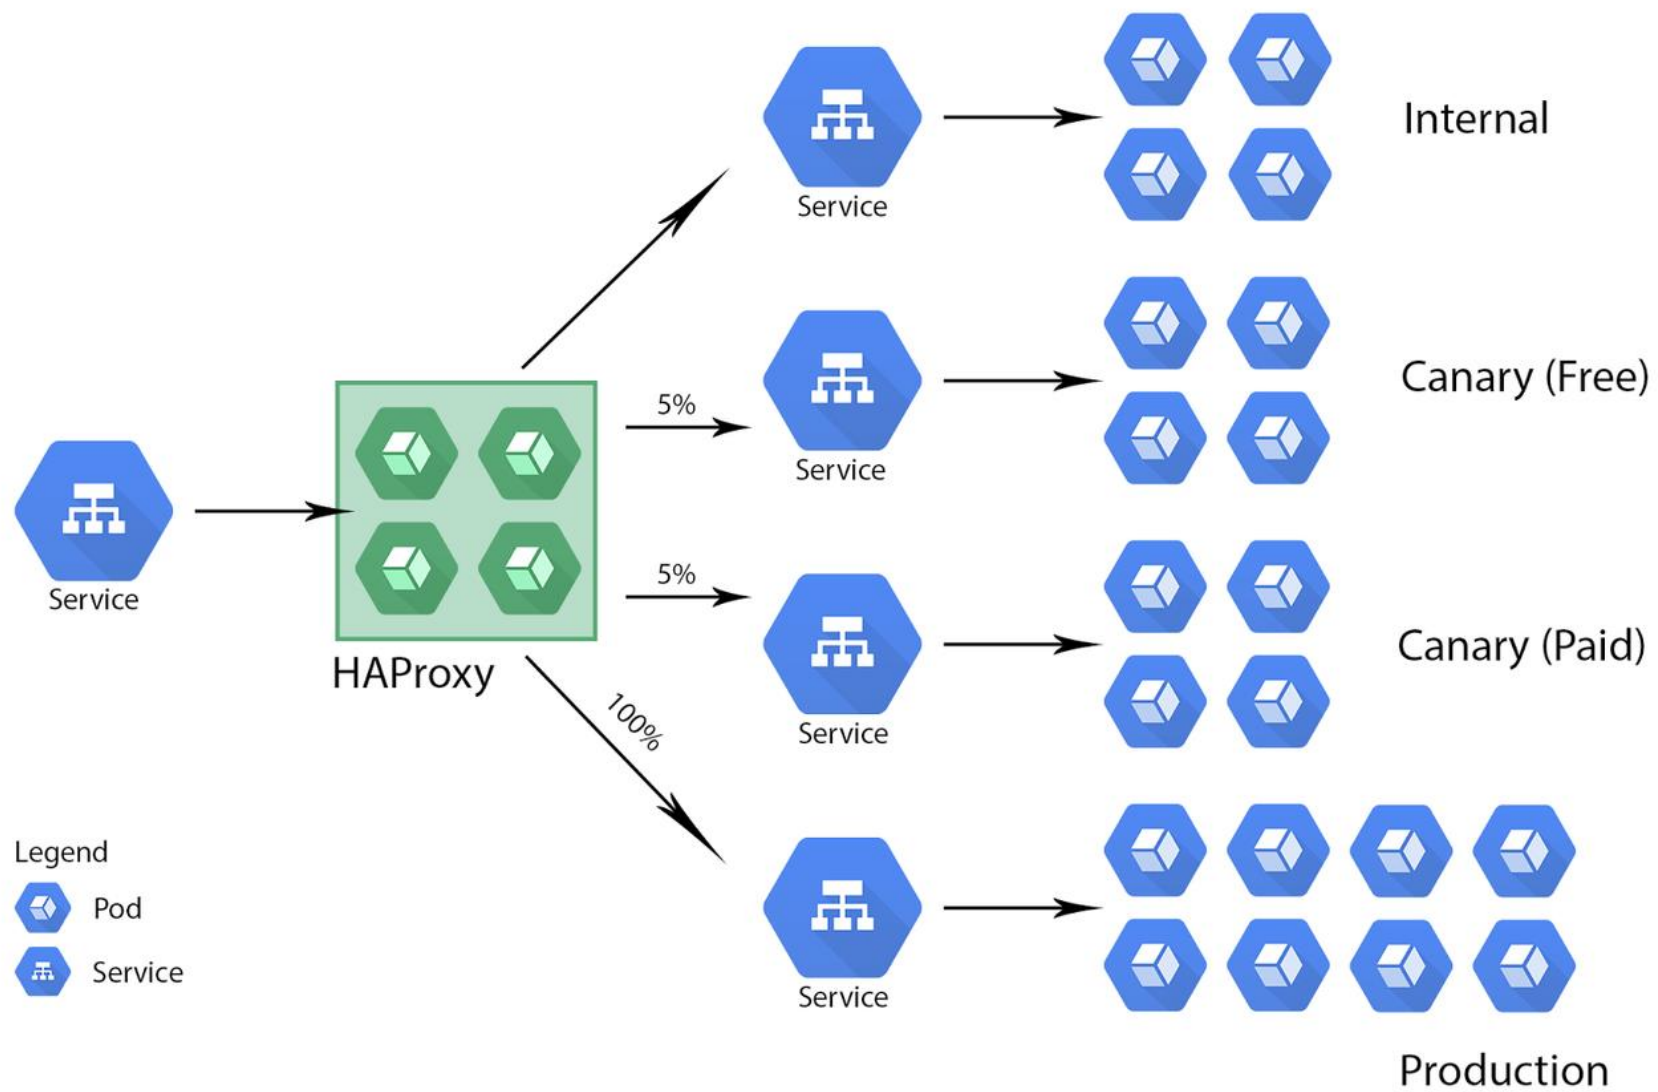 Internal
Service
5%
Canary (Free)
Service
Service
5%
Canary (Paid)
HAProxy
100%
Service
Legend
Pod
Service
Service
Production